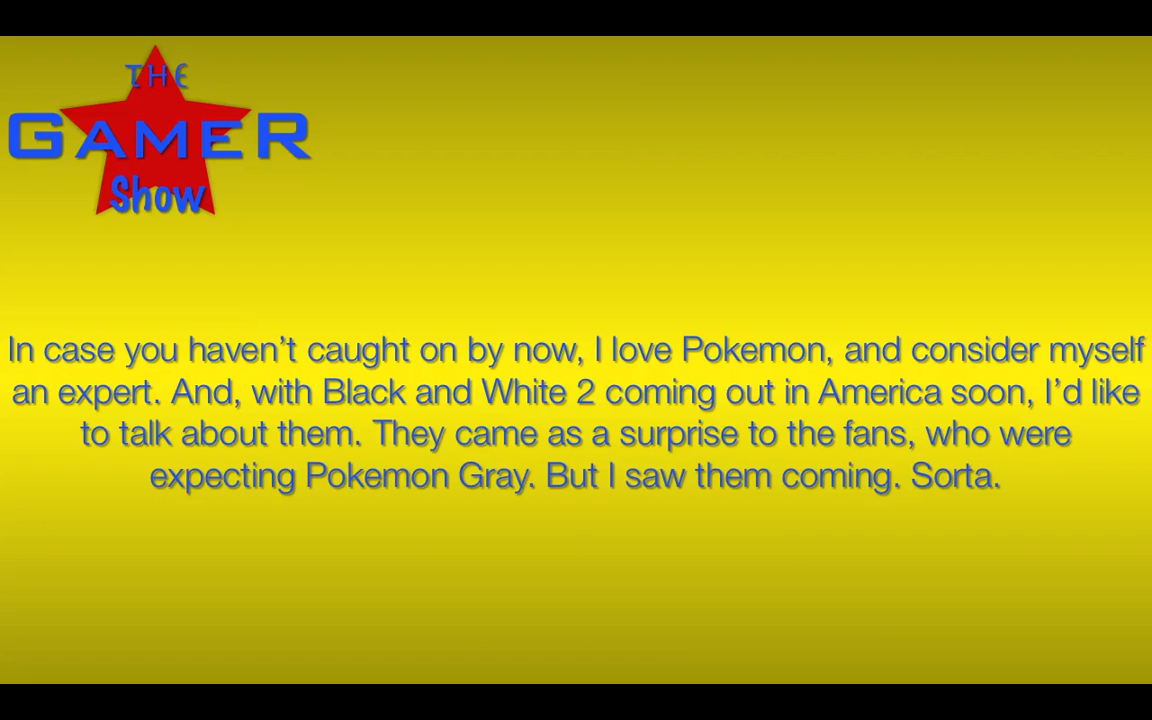 THE
GAMER
Show
In case you haven’t caught on by now, I love Pokemon, and consider myself
an expert. And, with Black and White 2 coming out in America soon, I’d like
to talk about them. They came as a surprise to the fans, who were
expecting Pokemon Gray. But I saw them coming. Sorta.